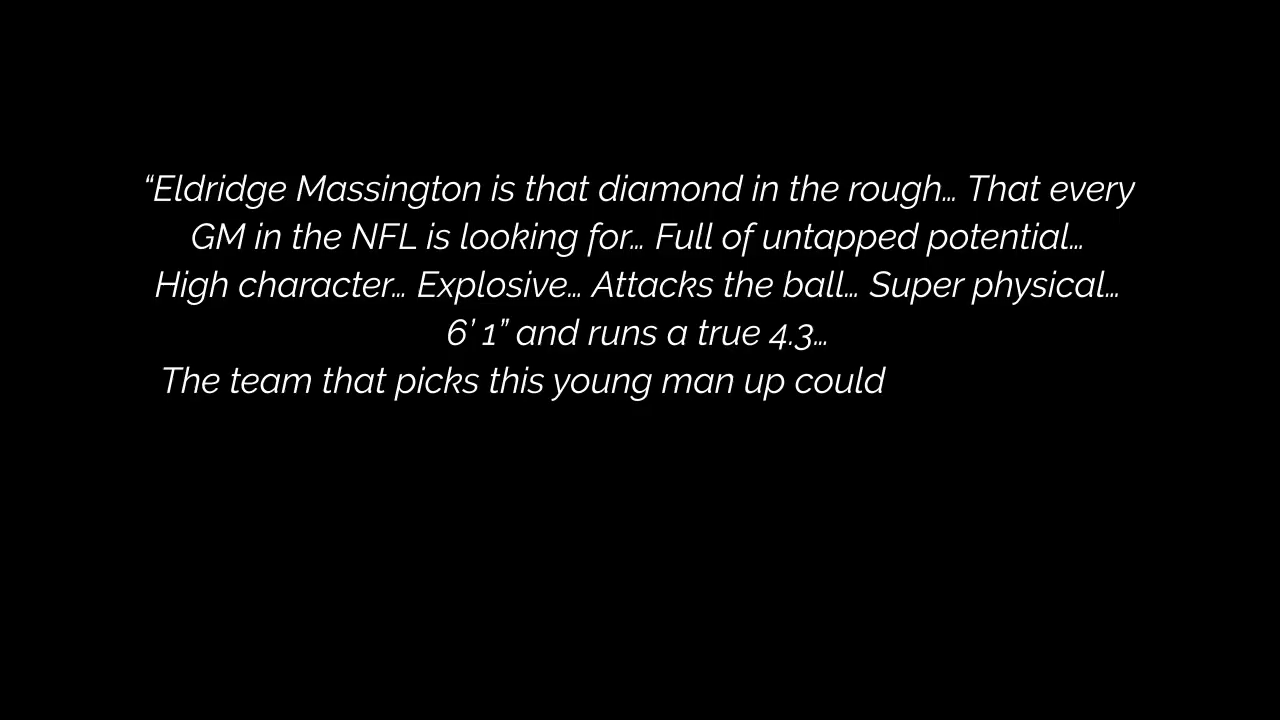 “Eldridge Massington is that diamond in the rough… That every
GM in the NFL is looking for… Full of untapped potential…
High character… Explosive… Attacks the ball… Super physical…
6’ 1” and runs a true 4.3…
The team that picks this young man up could